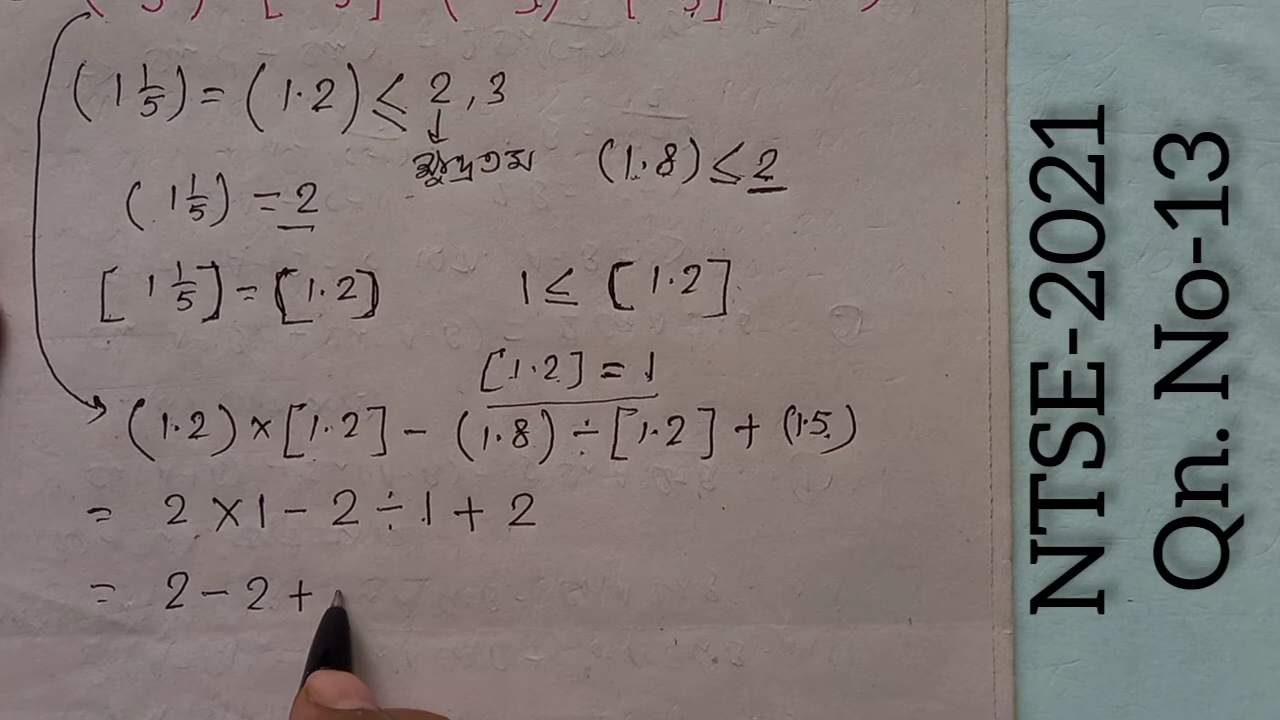 (1 1/5) = (1.2) ≤ 2, 3
↓
ক্ষুদ্রতম (1.8) ≤ 2
(1 1/5) = 2
[1 1/5] = [1.2] 1 ≤ [1.2]
[1.2] = 1
(1.2) × [1.2] - (1.8) ÷ [1.2] + (1.5)
= 2 × 1 - 2 ÷ 1 + 2
= 2 - 2 +
NTSE-2021
Qn. No-13